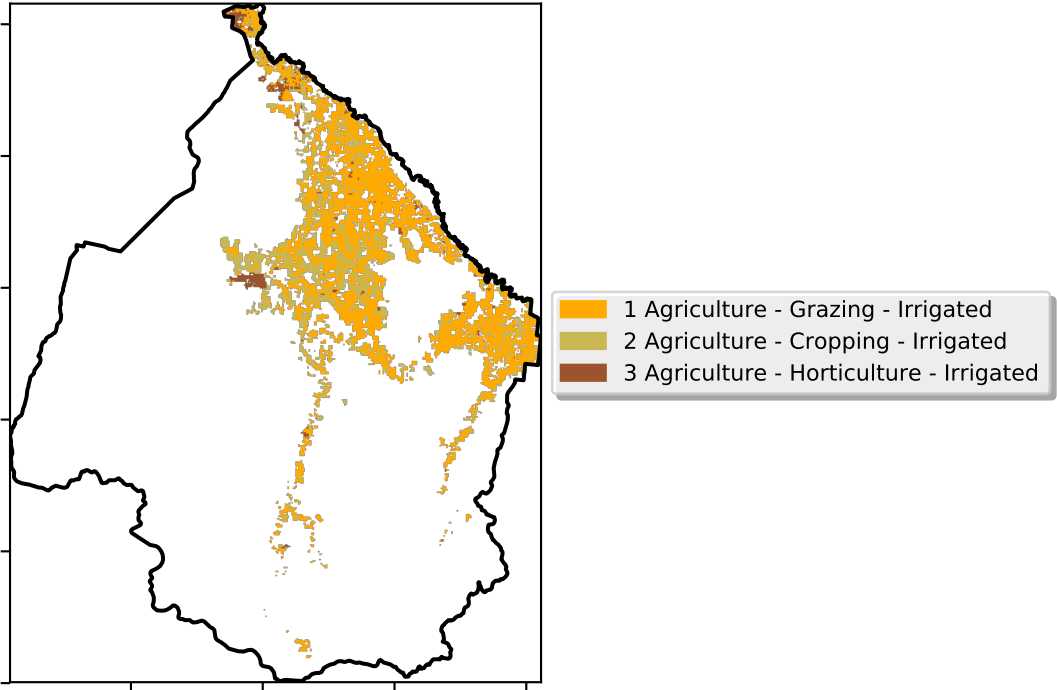 1 Agriculture - Grazing - Irrigated
2 Agriculture - Cropping - Irrigated
3 Agriculture - Horticulture - Irrigated